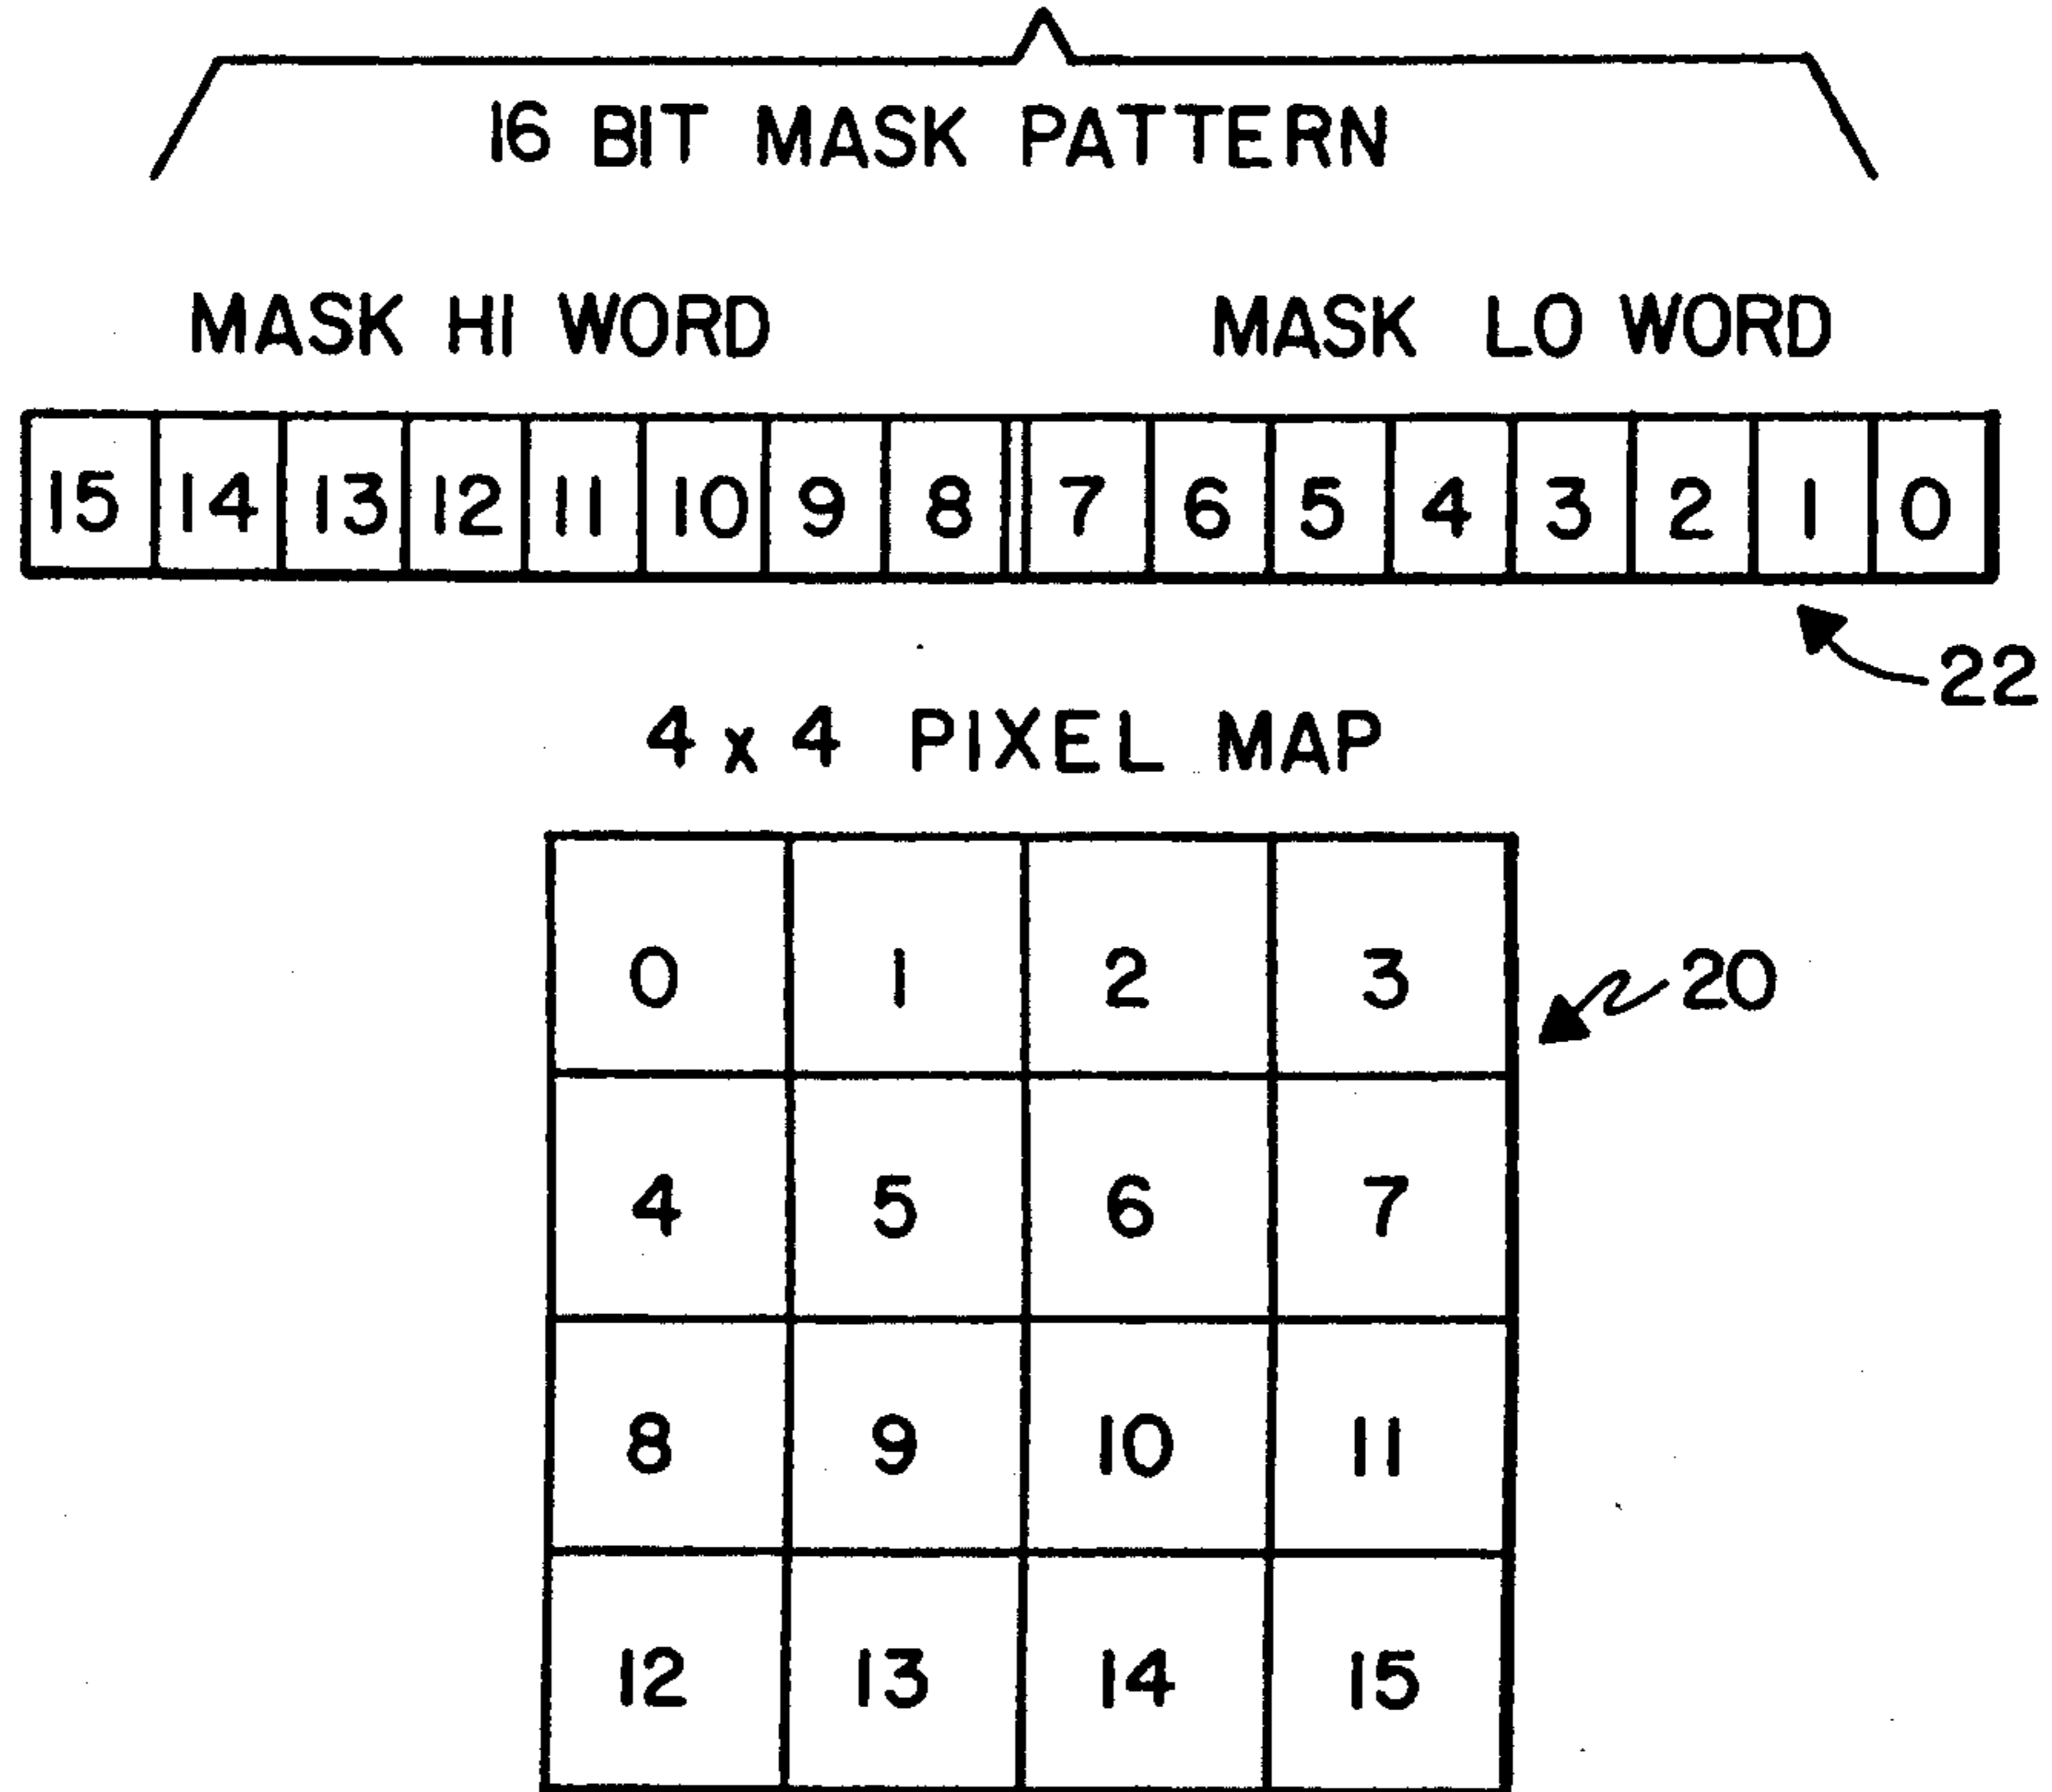 16 BIT MASK PATTERN
MASK HI WORD MASK LO WORD
15 14 13 12 11 10 9 8 7 6 5 4 3 2 1 0
22
4 x 4 PIXEL MAP
0 1 2 3
20
4 5 6 7
8 9 10 11
12 13 14 15